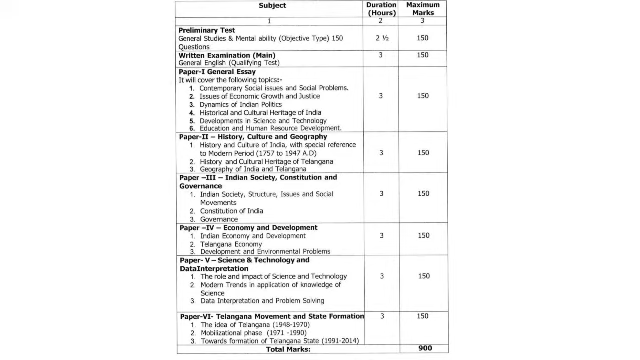 Subject Duration (Hours) Maximum Marks
1 2 3
Preliminary Test
General Studies & Mental ability (Objective Type) 150 2 ½ 150
Questions
Written Examination (Main) 3 150
General English (Qualifying Test)
Paper-I General Essay
It will cover the following topics:-
1. Contemporary Social issues and Social Problems.
2. Issues of Economic Growth and Justice
3. Dynamics of Indian Politics 3 150
4. Historical and Cultural Heritage of India
5. Developments in Science and Technology
6. Education and Human Resource Development.
Paper-II – History, Culture and Geography
1 History and Culture of India, with special reference
to Modern Period (1757 to 1947 A.D) 3 150
2. History and Cultural Heritage of Telangana
3. Geography of India and Telangana
Paper –III – Indian Society, Constitution and
Governance
1. Indian Society, Structure, Issues and Social 3 150
Movements
2. Constitution of India
3. Governance
Paper –IV – Economy and Development
1. Indian Economy and Development 3 150
2. Telangana Economy
3. Development and Environmental Problems
Paper- V – Science & Technology and
DataInterpretation
1. The role and impact of Science and Technology 3 150
2. Modern Trends in application of knowledge of
Science
3. Data Interpretation and Problem Solving
Paper-VI- Telangana Movement and State Formation 3 150
1. The idea of Telangana (1948-1970)
2. Mobilizational phase (1971 -1990)
3. Towards formation of Telangana State (1991-2014)
Total Marks: 900